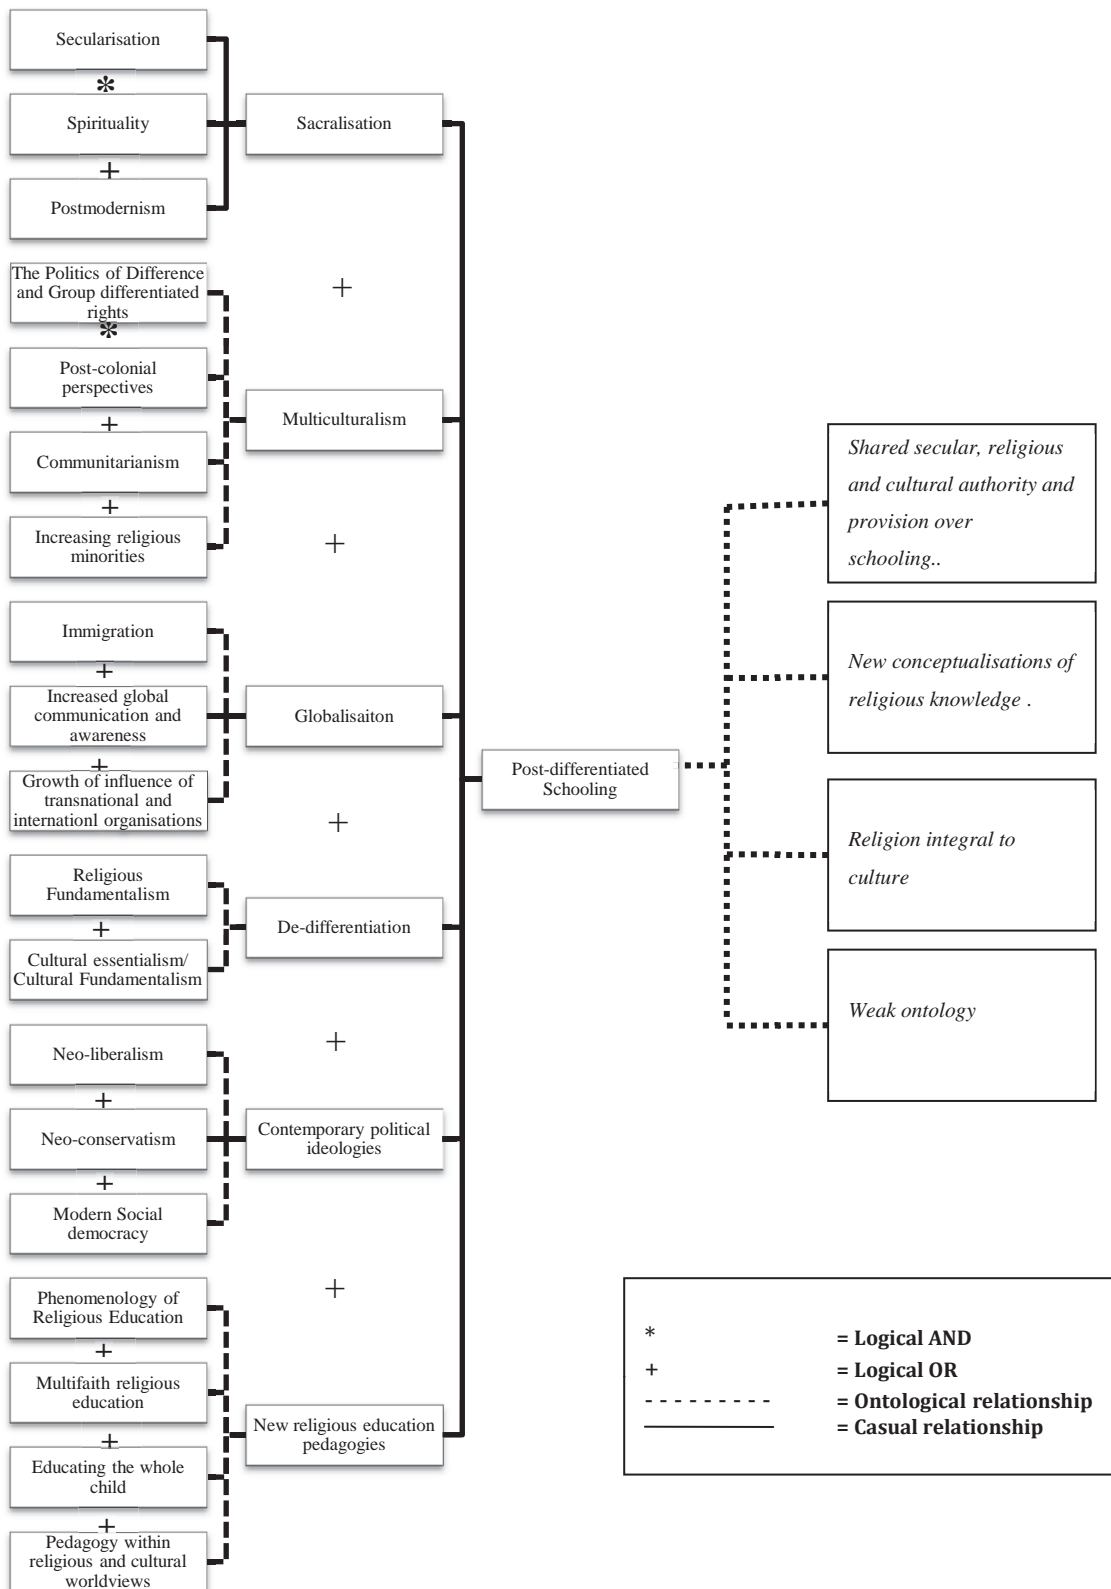 Secularisation
*
Spirituality
+
Postmodernism
Sacralisation
+
The Politics of Difference
and Group differentiated
rights
*
Post-colonial
perspectives
+
Communitarianism
+
Increasing religious
minorities
Multiculturalism
+
Immigration
+
Increased global
communication and
awareness
+
Growth of influence of
transnational and
internationl organisations
Globalisaiton
+
Religious
Fundamentalism
+
Cultural essentialism/
Cultural Fundamentalism
De-differentiation
+
Neo-liberalism
+
Neo-conservatism
+
Modern Social
democracy
Contemporary political
ideologies
+
Phenomenology of
Religious Education
+
Multifaith religious
education
+
Educating the whole
child
+
Pedagogy within
religious and cultural
worldviews
New religious education
pedagogies
Post-differentiated
Schooling
Shared secular, religious
and cultural authority and
provision over
schooling..
New conceptualisations of
religious knowledge .
Religion integral to
culture
Weak ontology
* = Logical AND
+ = Logical OR
- - - - - - - - - = Ontological relationship
= Casual relationship